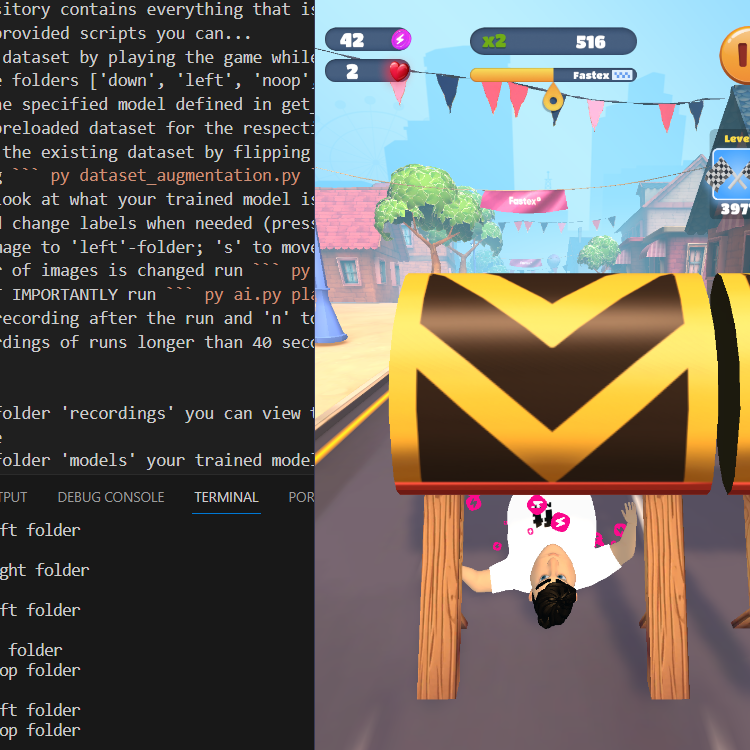 sitory contains everything that is
provided scripts you can...
dataset by playing the game while
e folders ['down', 'left', 'noop',
he specified model defined in get_
preloaded dataset for the respecti
the existing dataset by flipping
g ``` py dataset_augmentation.py
look at what your trained model is
d change labels when needed (press
mage to 'left'-folder; 's' to move
r of images is changed run ``` py
T IMPORTANTLY run ``` py ai.py pla
recording after the run and 'n' to
rdings of runs longer than 40 seco
folder 'recordings' you can view t
e
folder 'models' your trained model
TPUT
DEBUG CONSOLE
TERMINAL
POR
ft folder
ght folder
ft folder
folder
op folder
ft folder
op folder
42
x2
516
2
Fastex
Leve
397
Fastex